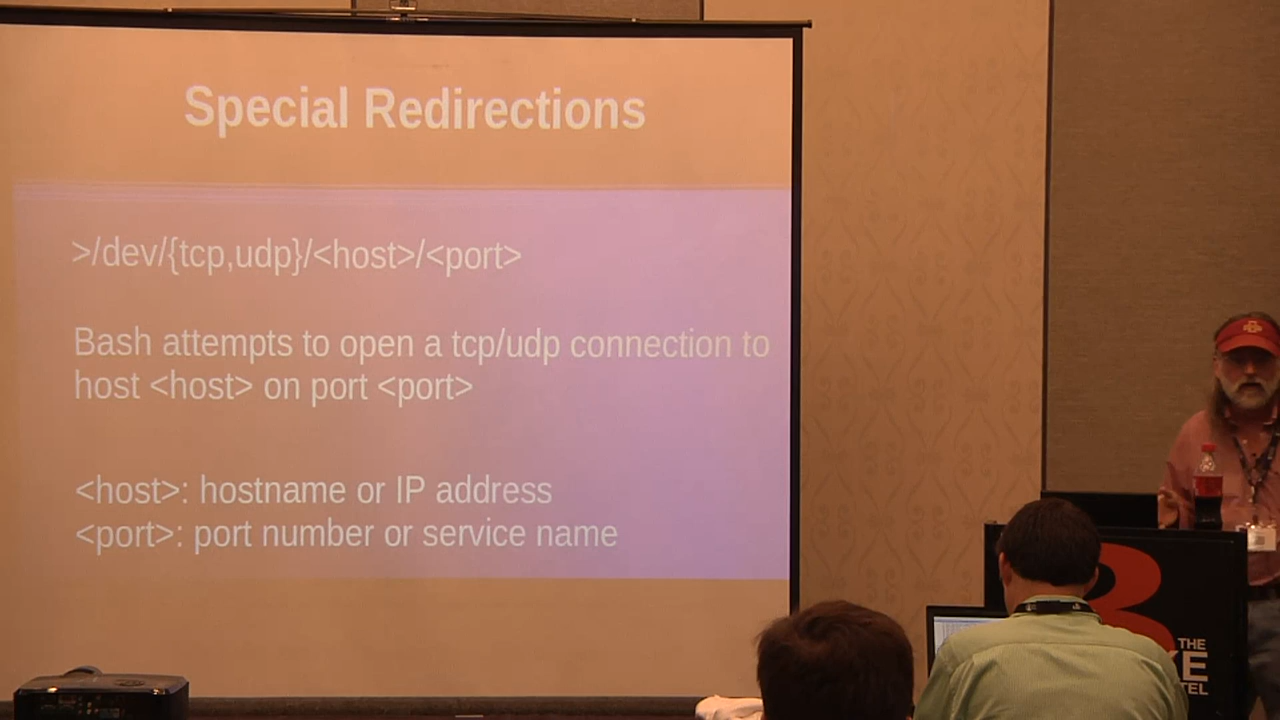 Special Redirections
>/dev/{tcp,udp}/<host>/<port>
Bash attempts to open a tcp/udp connection to
host <host> on port <port>
<host>: hostname or IP address
<port>: port number or service name
THE